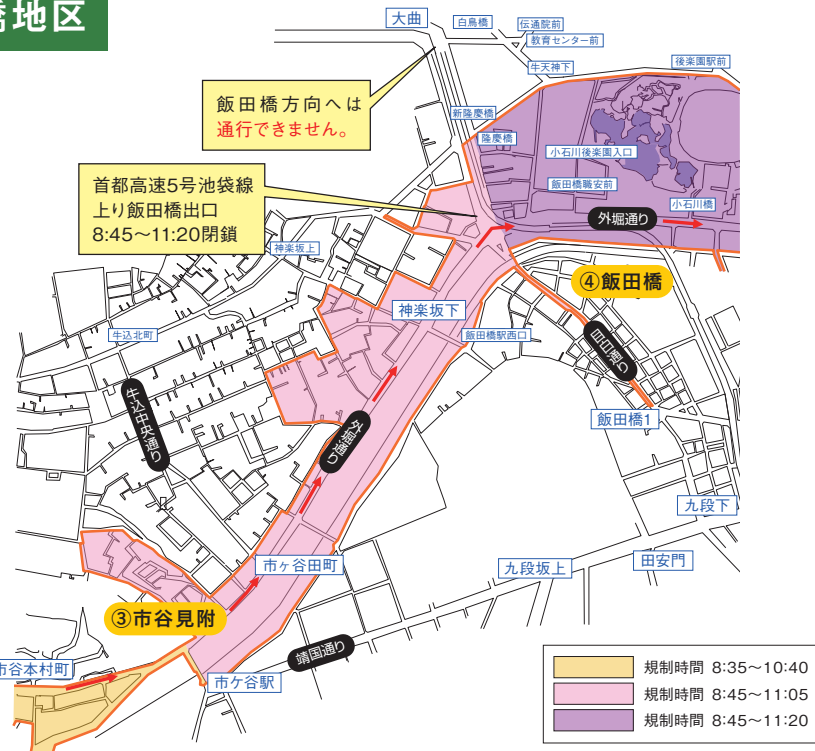 橋地区
大曲
白鳥橋
伝通院前
教育センター前
牛天神下
後楽園駅前
飯田橋方向へは
通行できません。
新隆慶橋
隆慶橋
小石川後楽園入口
首都高速5号池袋線
上り飯田橋出口
8:45〜11:20閉鎖
飯田橋職安前
小石川橋
外堀通り
神楽坂上
④飯田橋
神楽坂下
牛込北町
飯田橋駅西口
目白通り
牛込中央通り
飯田橋1
外堀通り
九段下
市ヶ谷田町
九段坂上
田安門
③市谷見附
靖国通り
市谷本村町
市ケ谷駅
規制時間 8:35〜10:40
規制時間 8:45〜11:05
規制時間 8:45〜11:20